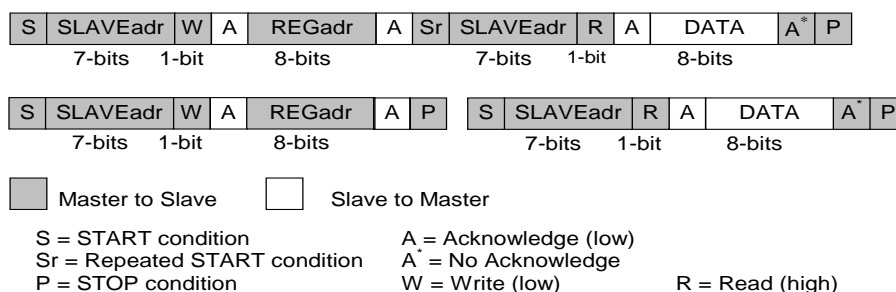 S SLAVEadr W A REGadr A Sr SLAVEadr R A DATA A* P
7-bits 1-bit 8-bits 7-bits 1-bit 8-bits
S SLAVEadr W A REGadr A P S SLAVEadr R A DATA A* P
7-bits 1-bit 8-bits 7-bits 1-bit 8-bits
Master to Slave Slave to Master
S = START condition A = Acknowledge (low)
Sr = Repeated START condition A* = No Acknowledge
P = STOP condition W = Write (low) R = Read (high)